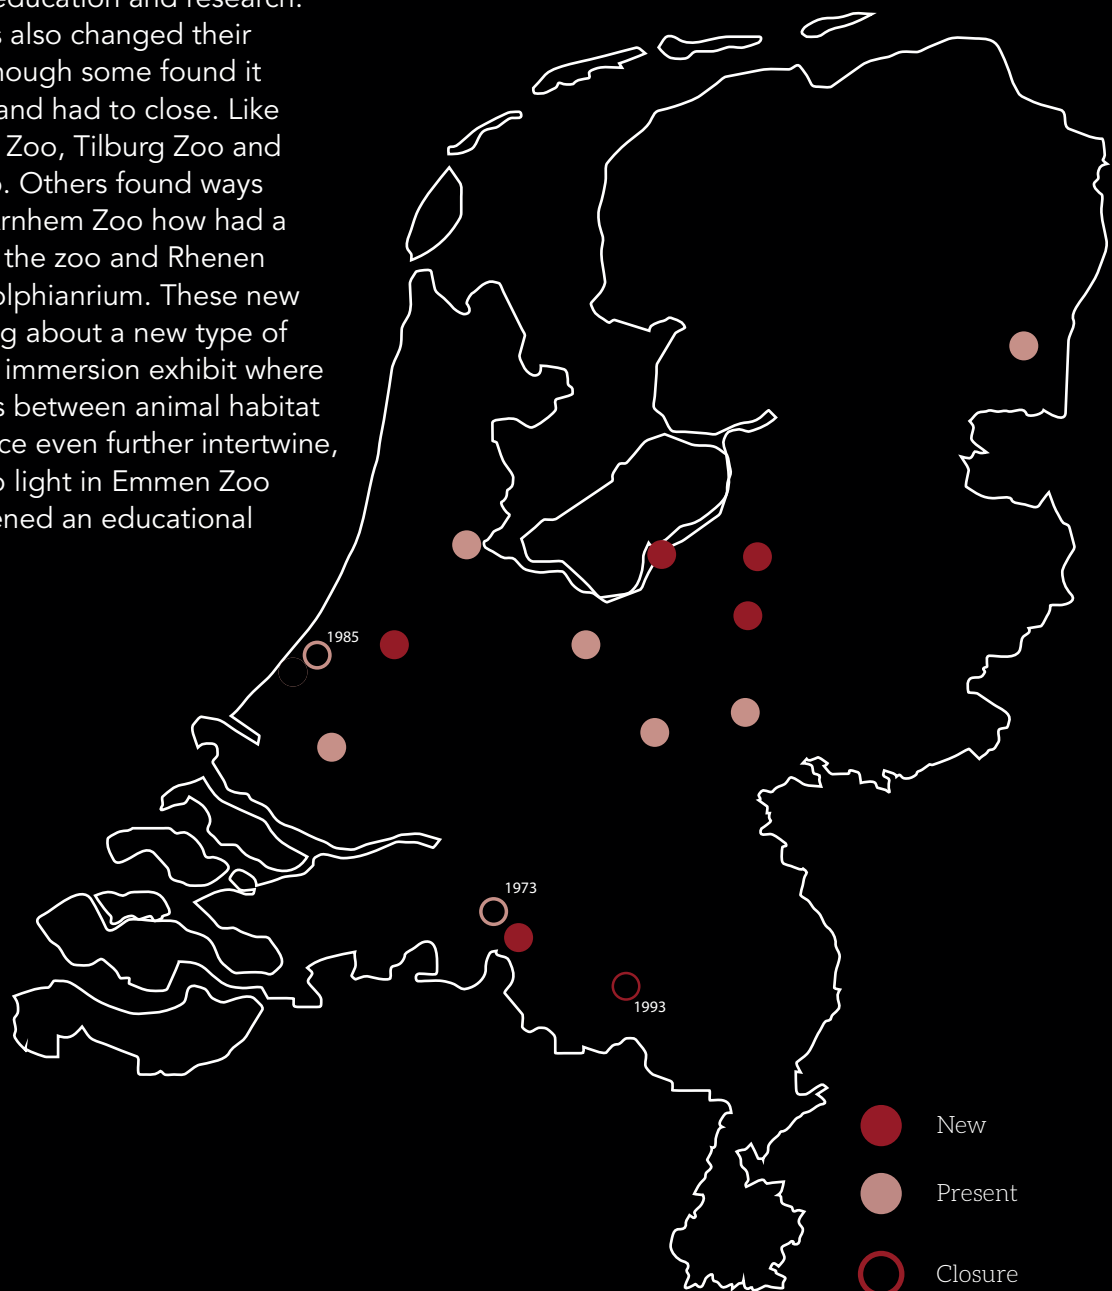 education and research.
also changed their
hough some found it
and had to close. Like
Zoo, Tilburg Zoo and
Others found ways
rnhem Zoo how had a
the zoo and Rhenen
olphianrium. These new
g about a new type of
immersion exhibit where
s between animal habitat
ce even further intertwine,
light in Emmen Zoo
ened an educational
1985
1973
1993
New
Present
Closure